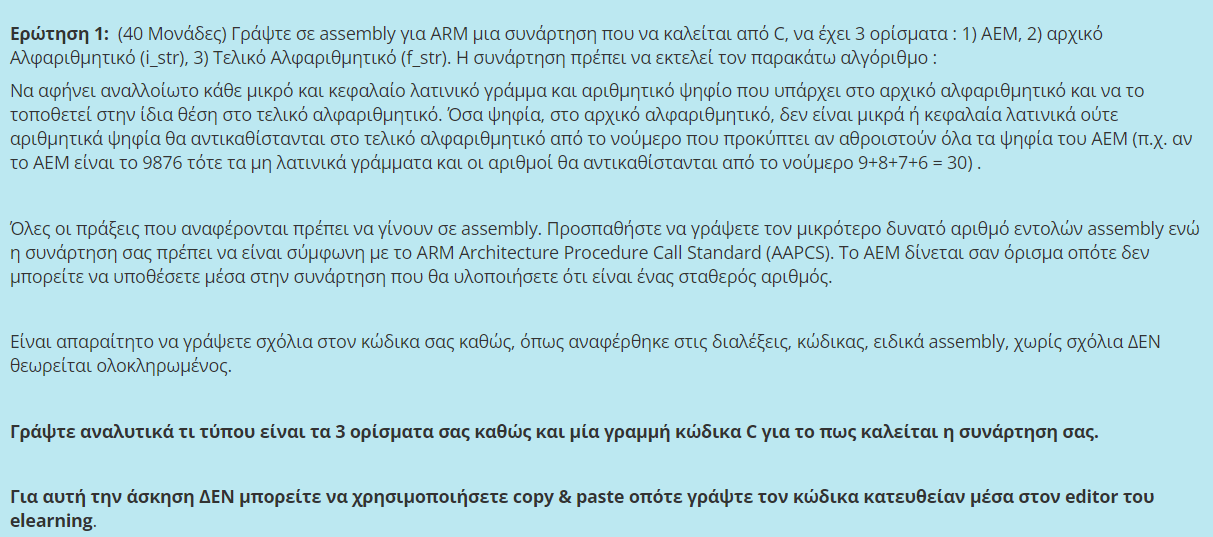 Ερώτηση 1:  (40 Μονάδες) Γράψτε σε assembly για ARM μια συνάρτηση που να καλείται από C, να έχει 3 ορίσματα : 1) ΑΕΜ, 2) αρχικό
Αλφαριθμητικό (i_str), 3) Τελικό Αλφαριθμητικό (f_str). Η συνάρτηση πρέπει να εκτελεί τον παρακάτω αλγόριθμο :
Να αφήνει αναλλοίωτο κάθε μικρό και κεφαλαίο λατινικό γράμμα και αριθμητικό ψηφίο που υπάρχει στο αρχικό αλφαριθμητικό και να το
τοποθετεί στην ίδια θέση στο τελικό αλφαριθμητικό. Όσα ψηφία, στο αρχικό αλφαριθμητικό, δεν είναι μικρά ή κεφαλαία λατινικά ούτε
αριθμητικά ψηφία θα αντικαθίστανται στο τελικό αλφαριθμητικό από το νούμερο που προκύπτει αν αθροιστούν όλα τα ψηφία του ΑΕΜ (π.χ. αν
το ΑΕΜ είναι το 9876 τότε τα μη λατινικά γράμματα και οι αριθμοί θα αντικαθίστανται από το νούμερο 9+8+7+6 = 30) .
Όλες οι πράξεις που αναφέρονται πρέπει να γίνουν σε assembly. Προσπαθήστε να γράψετε τον μικρότερο δυνατό αριθμό εντολών assembly ενώ
η συνάρτηση σας πρέπει να είναι σύμφωνη με το ARM Architecture Procedure Call Standard (AAPCS). Το ΑΕΜ δίνεται σαν όρισμα οπότε δεν
μπορείτε να υποθέσετε μέσα στην συνάρτηση που θα υλοποιήσετε ότι είναι ένας σταθερός αριθμός.
Είναι απαραίτητο να γράψετε σχόλια στον κώδικα σας καθώς, όπως αναφέρθηκε στις διαλέξεις, κώδικας, ειδικά assembly, χωρίς σχόλια ΔΕΝ
θεωρείται ολοκληρωμένος.
Γράψτε αναλυτικά τι τύπου είναι τα 3 ορίσματα σας καθώς και μία γραμμή κώδικα C για το πως καλείται η συνάρτηση σας.
Για αυτή την άσκηση ΔΕΝ μπορείτε να χρησιμοποιήσετε copy & paste οπότε γράψτε τον κώδικα κατευθείαν μέσα στον editor του
elearning.